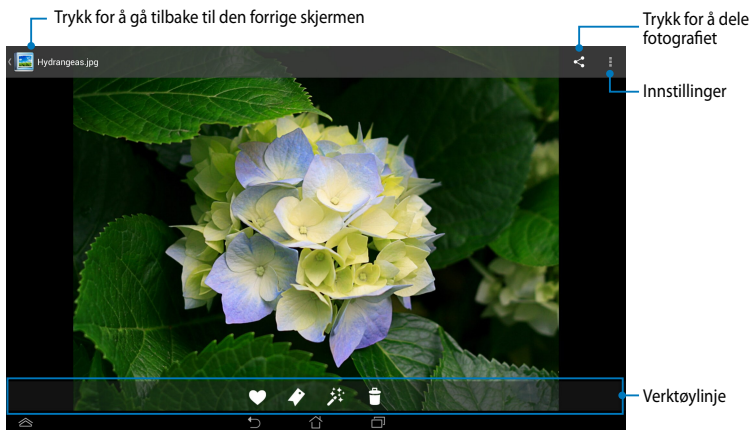 Trykk for å gå tilbake til den forrige skjermen
Trykk for å dele
fotografiet
Hydrangeas.jpg
Innstillinger
Verktøylinje